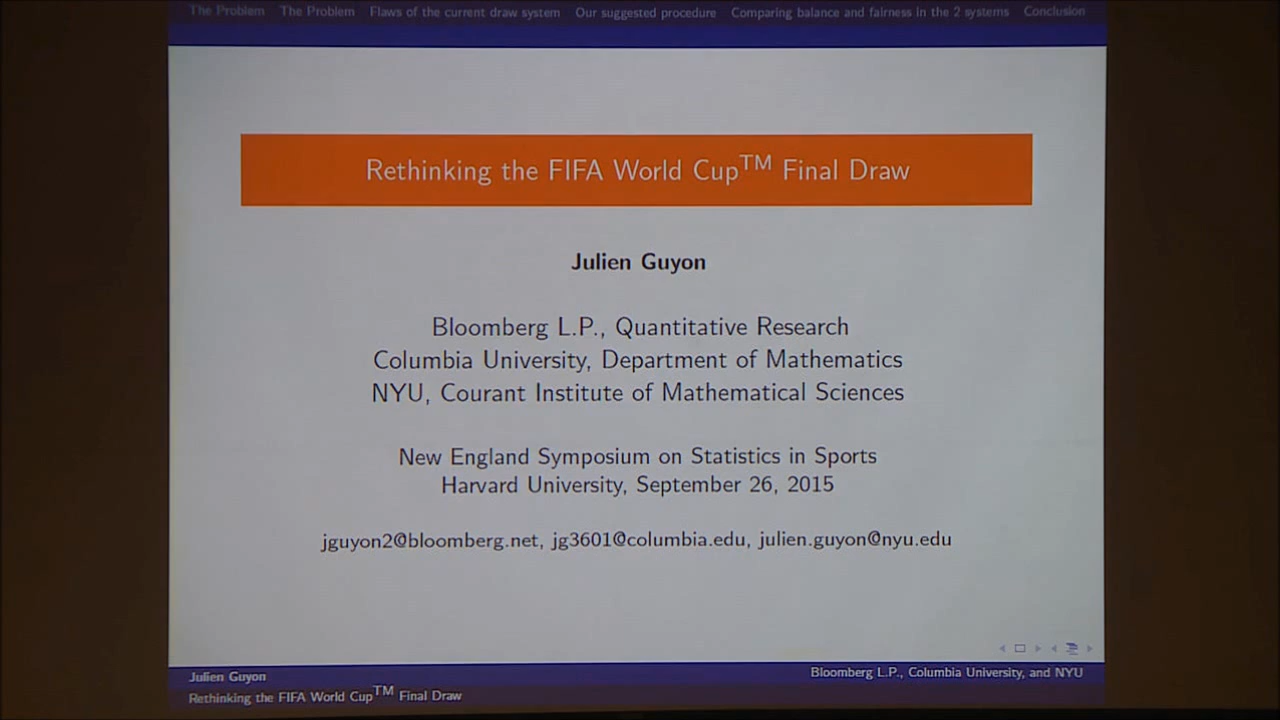 The Problem The Problem Flaws of the current draw system Our suggested procedure Comparing balance and fairness in the 2 systems Conclusion
Rethinking the FIFA World Cup™ Final Draw
Julien Guyon
Bloomberg L.P., Quantitative Research
Columbia University, Department of Mathematics
NYU, Courant Institute of Mathematical Sciences
New England Symposium on Statistics in Sports
Harvard University, September 26, 2015
jguyon2@bloomberg.net, jg3601@columbia.edu, julien.guyon@nyu.edu
Julien Guyon
Bloomberg L.P., Columbia University, and NYU
Rethinking the FIFA World Cup™ Final Draw